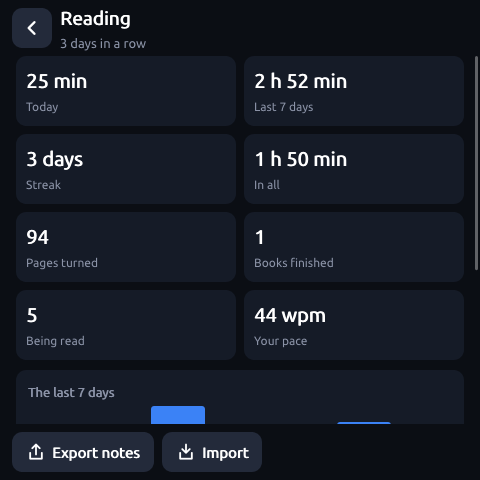 Reading
3 days in a row
25 min
Today
2 h 52 min
Last 7 days
3 days
Streak
1 h 50 min
In all
94
Pages turned
1
Books finished
5
Being read
44 wpm
Your pace
The last 7 days
Export notes
Import